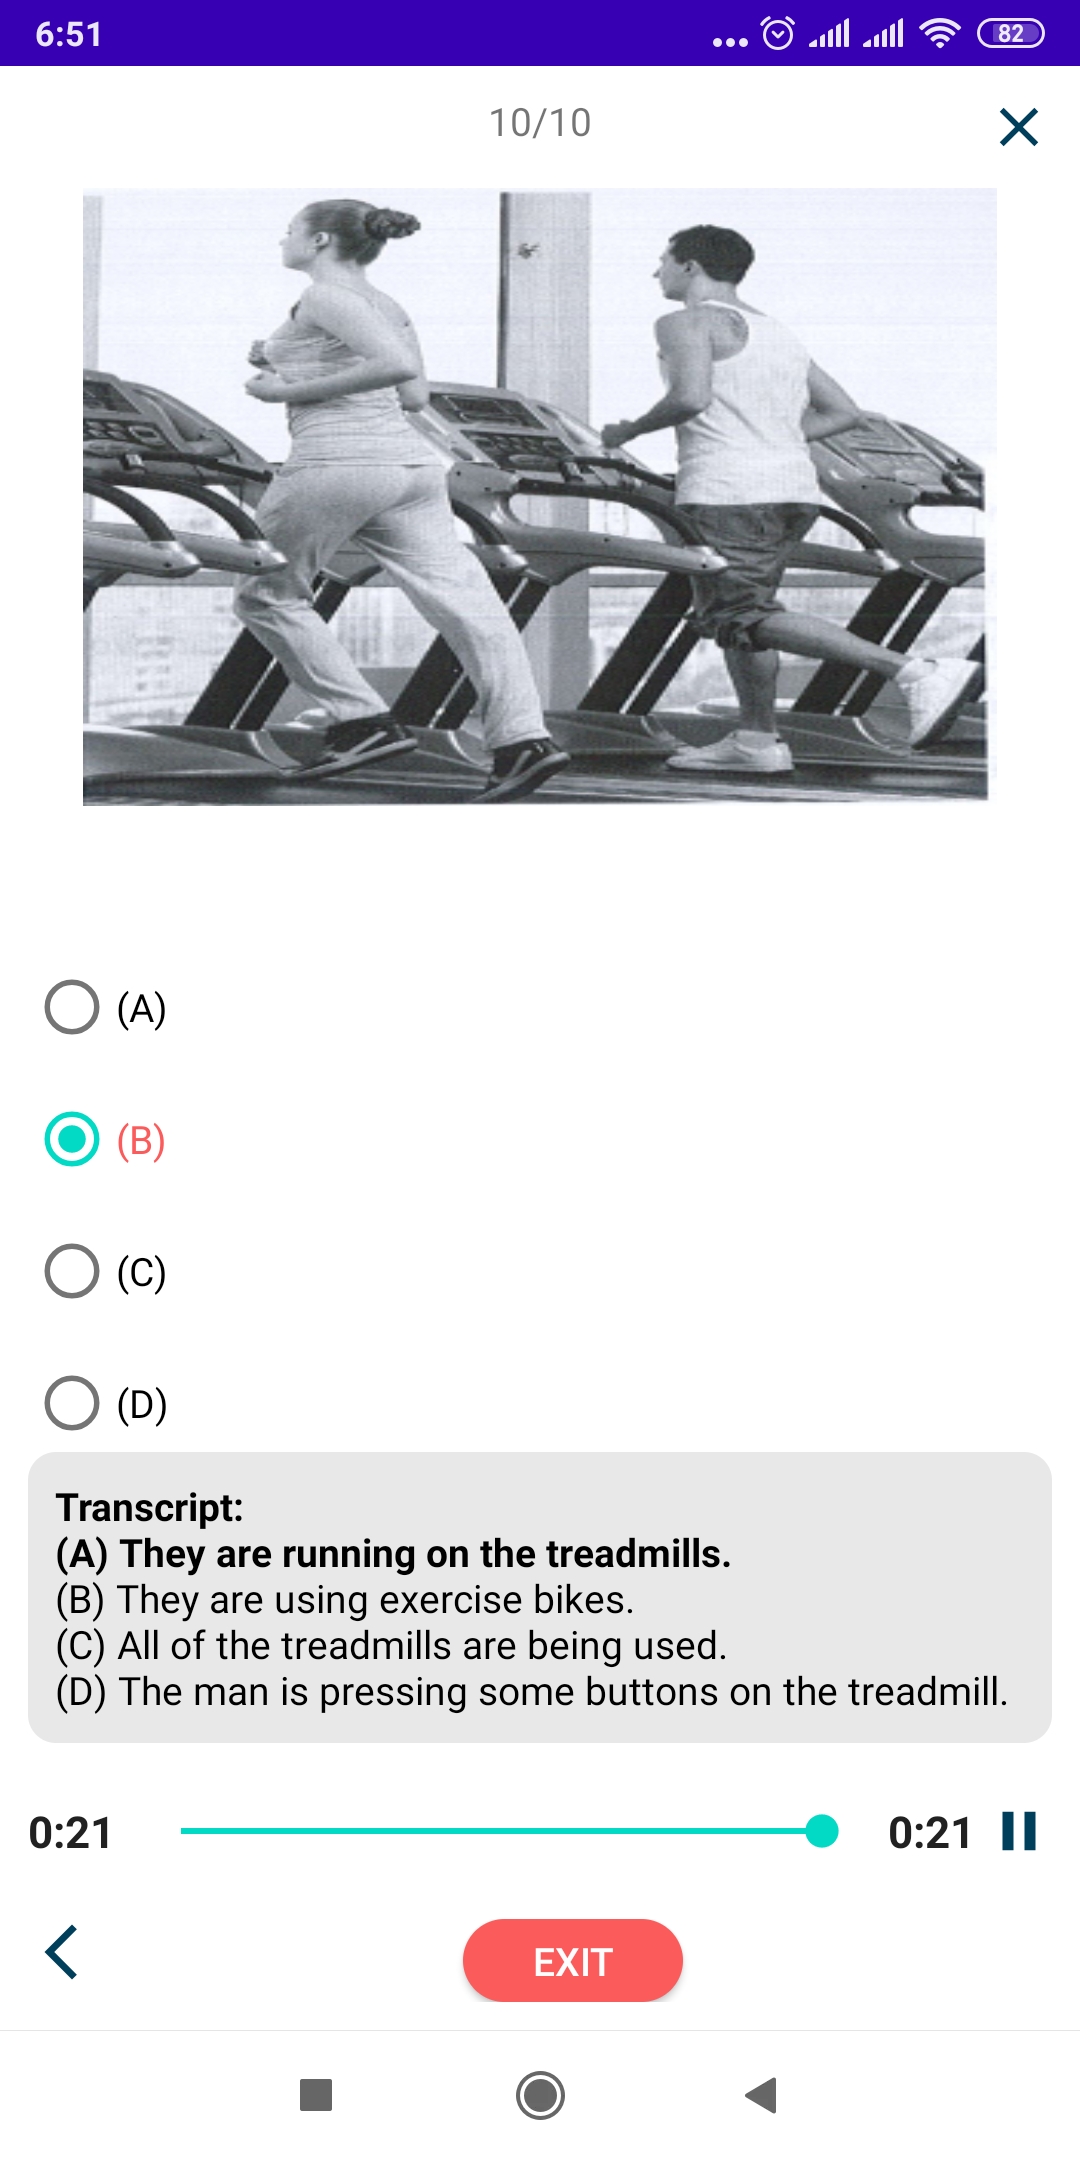 6:51
82
10/10
(A)
(B)
(C)
(D)
Transcript:
(A) They are running on the treadmills.
(B) They are using exercise bikes.
(C) All of the treadmills are being used.
(D) The man is pressing some buttons on the treadmill.
0:21
0:21
EXIT